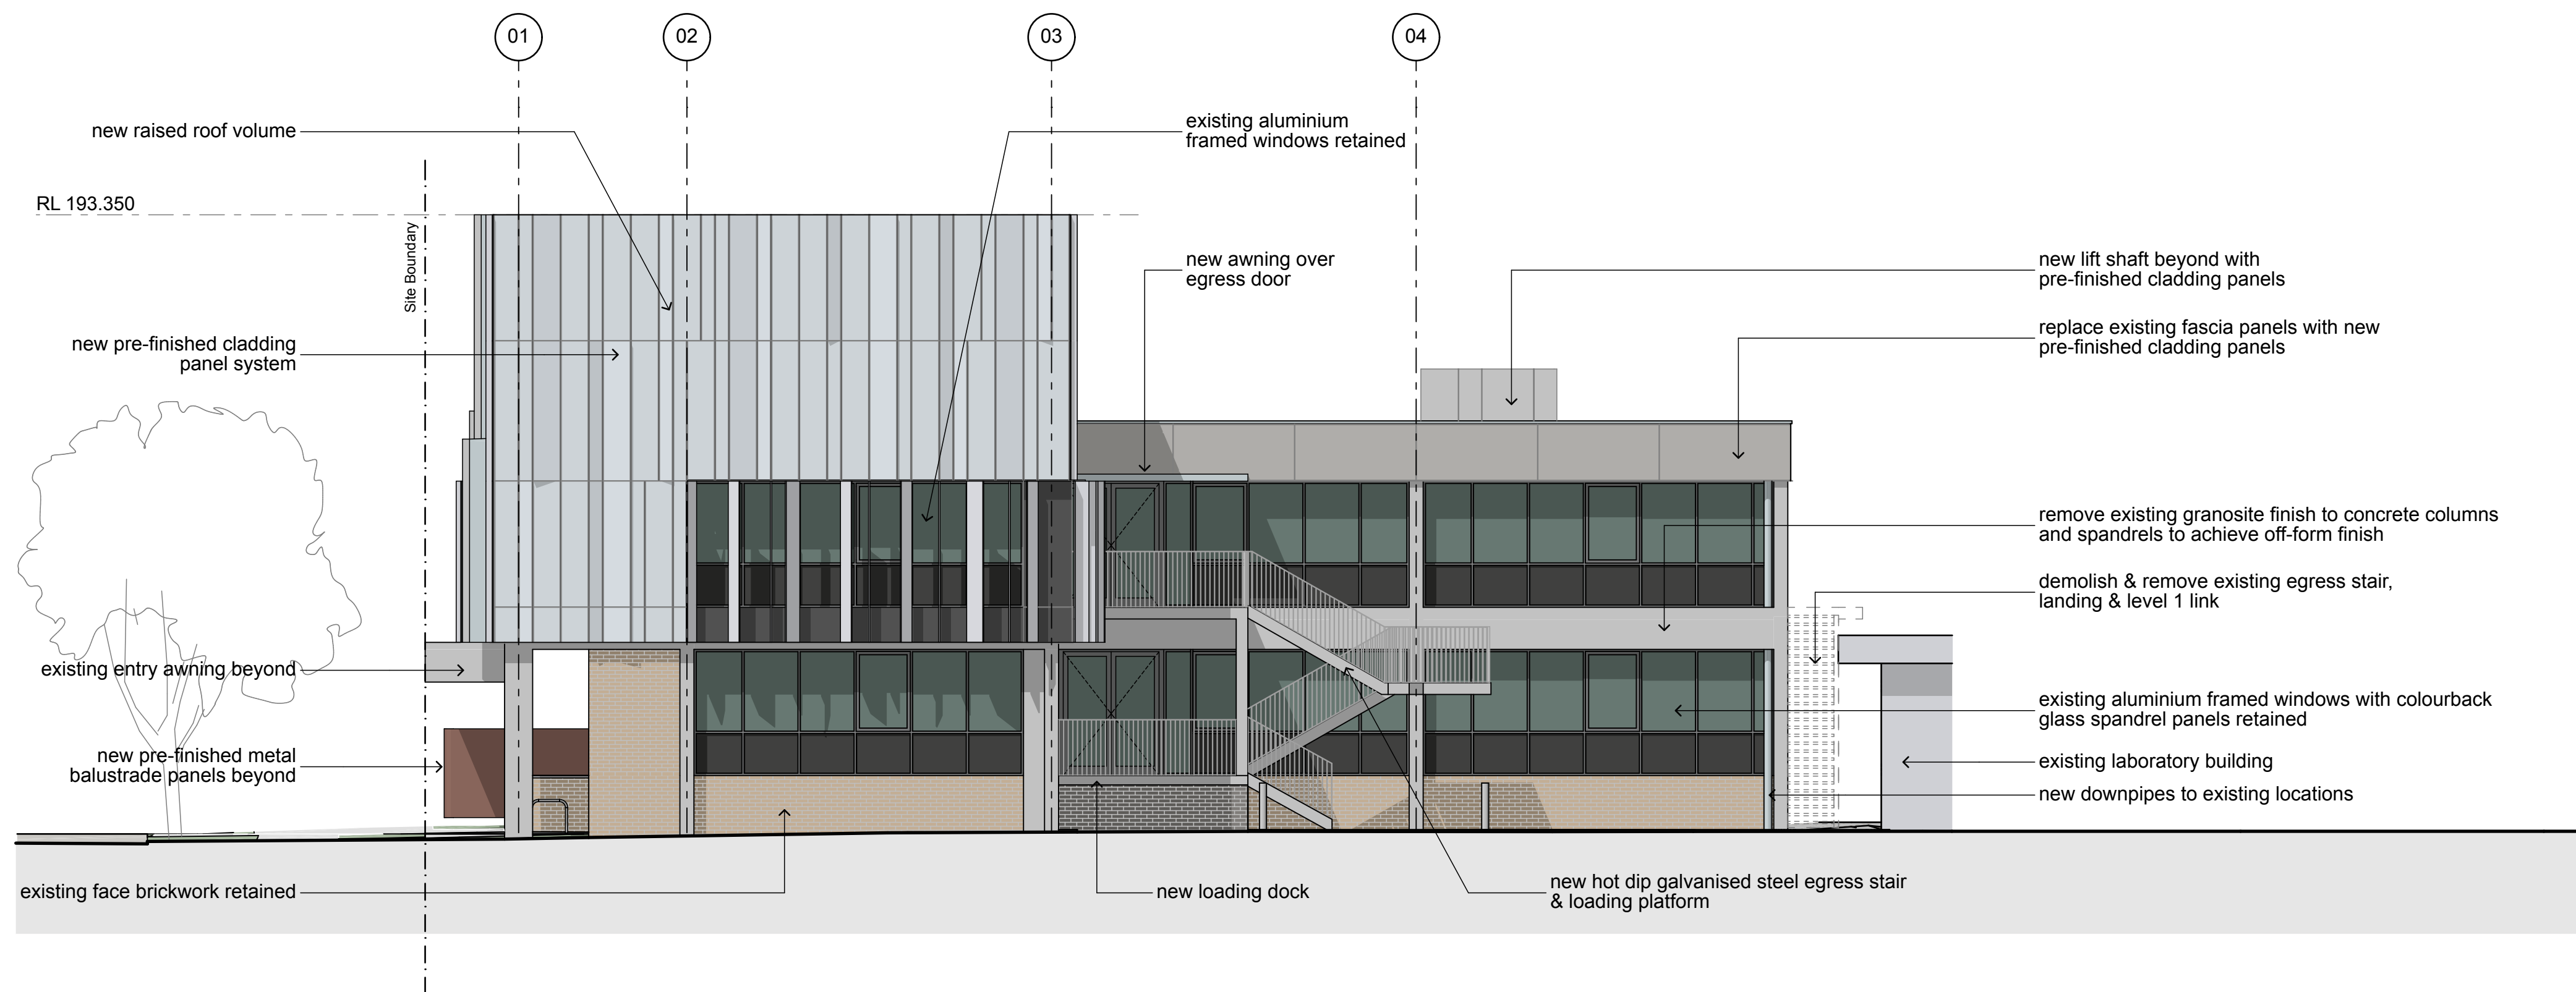 01
02
03
04
new raised roof volume
existing aluminium
framed windows retained
RL 193.350
Site Boundary
new awning over
egress door
new lift shaft beyond with
pre-finished cladding panels
new pre-finished cladding
panel system
replace existing fascia panels with new
pre-finished cladding panels
remove existing granosite finish to concrete columns
and spandrels to achieve off-form finish
demolish & remove existing egress stair,
landing & level 1 link
existing entry awning beyond
existing aluminium framed windows with colourback
glass spandrel panels retained
new pre-finished metal
balustrade panels beyond
existing laboratory building
new downpipes to existing locations
existing face brickwork retained
new loading dock
new hot dip galvanised steel egress stair
& loading platform